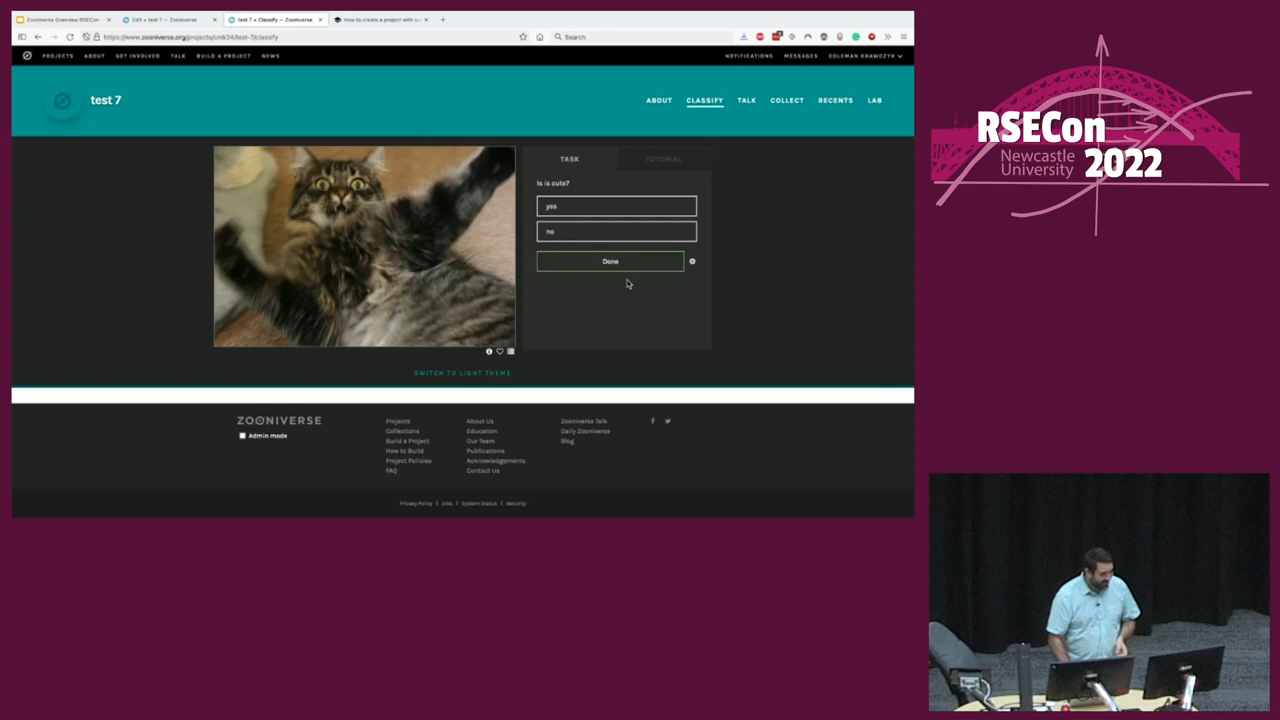 Zooniverse Overview RSECon
Edit » test 7 — Zooniverse
test 7 » Classify — Zooniverse
How to create a project with our
https://www.zooniverse.org/projects/cmk24/test-7/classify
Search
PROJECTS ABOUT GET INVOLVED TALK BUILD A PROJECT NEWS
NOTIFICATIONS MESSAGES COLEMAN KRAWCZYK
test 7
ABOUT CLASSIFY TALK COLLECT RECENTS LAB
TASK TUTORIAL
Is is cute?
yes
no
Done
SWITCH TO LIGHT THEME
ZOONIVERSE
Admin mode
Projects
Collections
Build a Project
How to Build
Project Policies
FAQ
About Us
Education
Our Team
Publications
Acknowledgements
Contact Us
Zooniverse Talk
Daily Zooniverse
Blog
Privacy Policy Jobs System Status Security
RSECon
Newcastle
University 2022